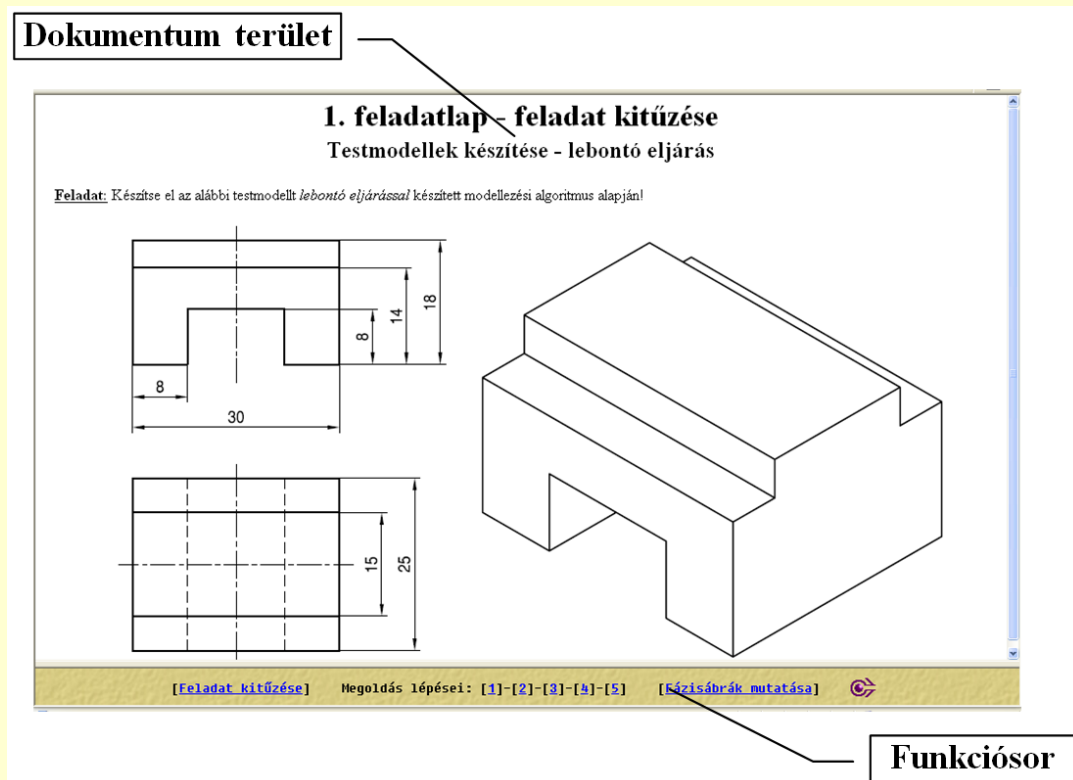 Dokumentum terület
1. feladatlap - feladat kitűzése
Testmodellek készítése - lebontó eljárás
Feladat: Készítse el az alábbi testmodellt lebontó eljárással készített modellezési algoritmus alapján!
18
14
8
8
30
15
25
[Feladat kitűzése] Megoldás lépései: [1]-[2]-[3]-[4]-[5] [Fázisábrák mutatása]
Funkciósor